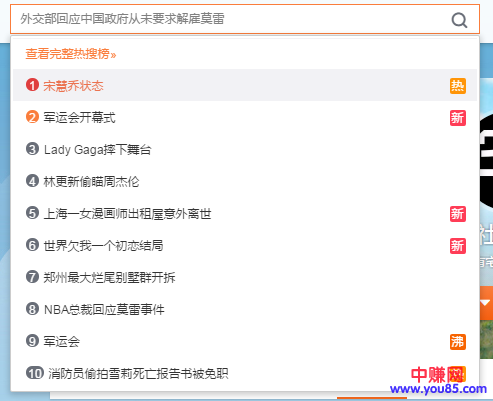 外交部回应中国政府从未要求解雇莫雷
查看完整热搜榜»
1 宋慧乔状态 热
2 军运会开幕式 新
3 Lady Gaga摔下舞台
4 林更新偷瞄周杰伦
5 上海一女漫画师出租屋意外离世 新
6 世界欠我一个初恋结局 新
7 郑州最大烂尾别墅群开拆
8 NBA总裁回应莫雷事件
9 军运会 沸
10 消防员偷拍雪莉死亡报告书被免职
社
中赚网
www.you85.com